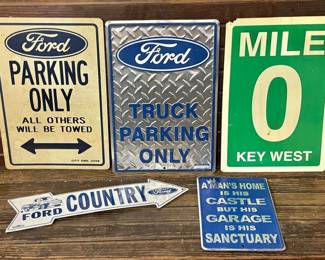 Ford
PARKING
ONLY
ALL OTHERS
WILL BE TOWED
Ford
TRUCK
PARKING
ONLY
MILE
0
KEY WEST
FORD COUNTRY
Ford
A MAN'S HOME
IS HIS
CASTLE
BUT HIS
GARAGE
IS HIS
SANCTUARY